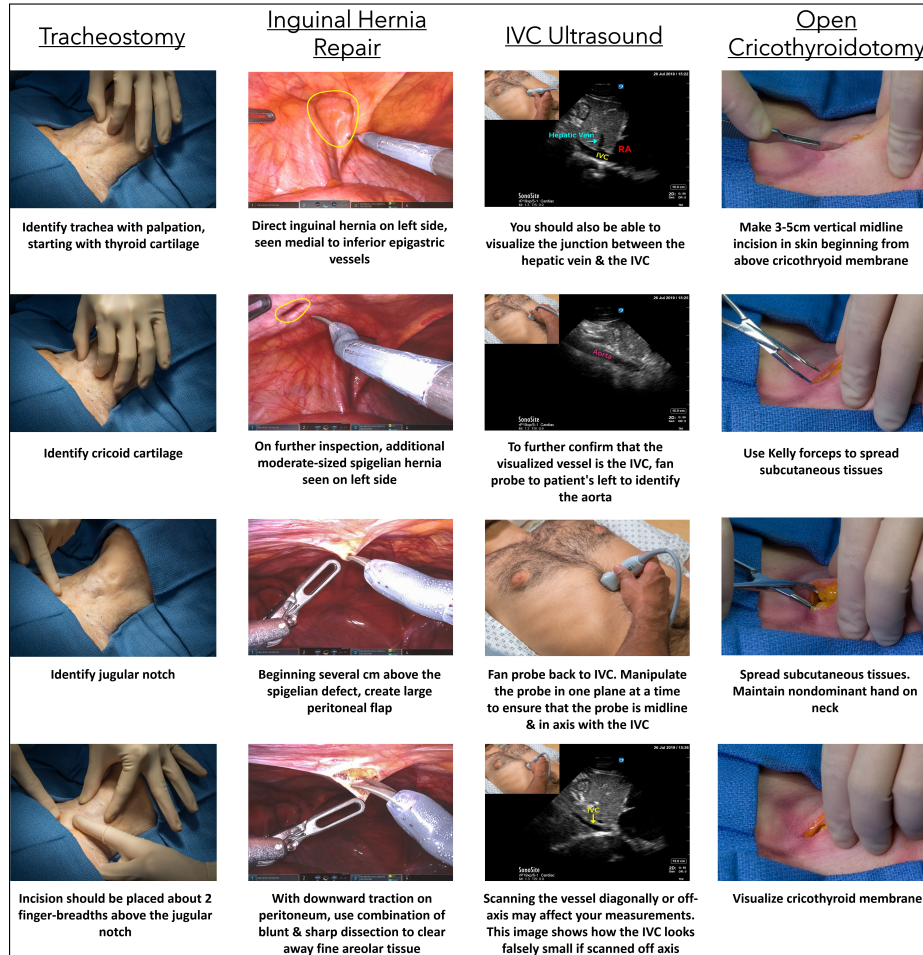 Tracheostomy
Inguinal Hernia
Repair
IVC Ultrasound
Open
Cricothyroidotomy
Identify trachea with palpation,
starting with thyroid cartilage
Direct inguinal hernia on left side,
seen medial to inferior epigastric
vessels
26 Jul 2019 / 15:22
Hepatic Vein
IVC
RA
SonoSite
You should also be able to
visualize the junction between the
hepatic vein & the IVC
Make 3-5cm vertical midline
incision in skin beginning from
above cricothryoid membrane
Identify cricoid cartilage
On further inspection, additional
moderate-sized spigelian hernia
seen on left side
Aorta
SonoSite
To further confirm that the
visualized vessel is the IVC, fan
probe to patient's left to identify
the aorta
Use Kelly forceps to spread
subcutaneous tissues
Identify jugular notch
Beginning several cm above the
spigelian defect, create large
peritoneal flap
Fan probe back to IVC. Manipulate
the probe in one plane at a time
to ensure that the probe is midline
& in axis with the IVC
Spread subcutaneous tissues.
Maintain nondominant hand on
neck
Incision should be placed about 2
finger-breadths above the jugular
notch
With downward traction on
peritoneum, use combination of
blunt & sharp dissection to clear
away fine areolar tissue
IVC
SonoSite
Scanning the vessel diagonally or off-
axis may affect your measurements.
This image shows how the IVC looks
falsely small if scanned off axis
Visualize cricothyroid membrane